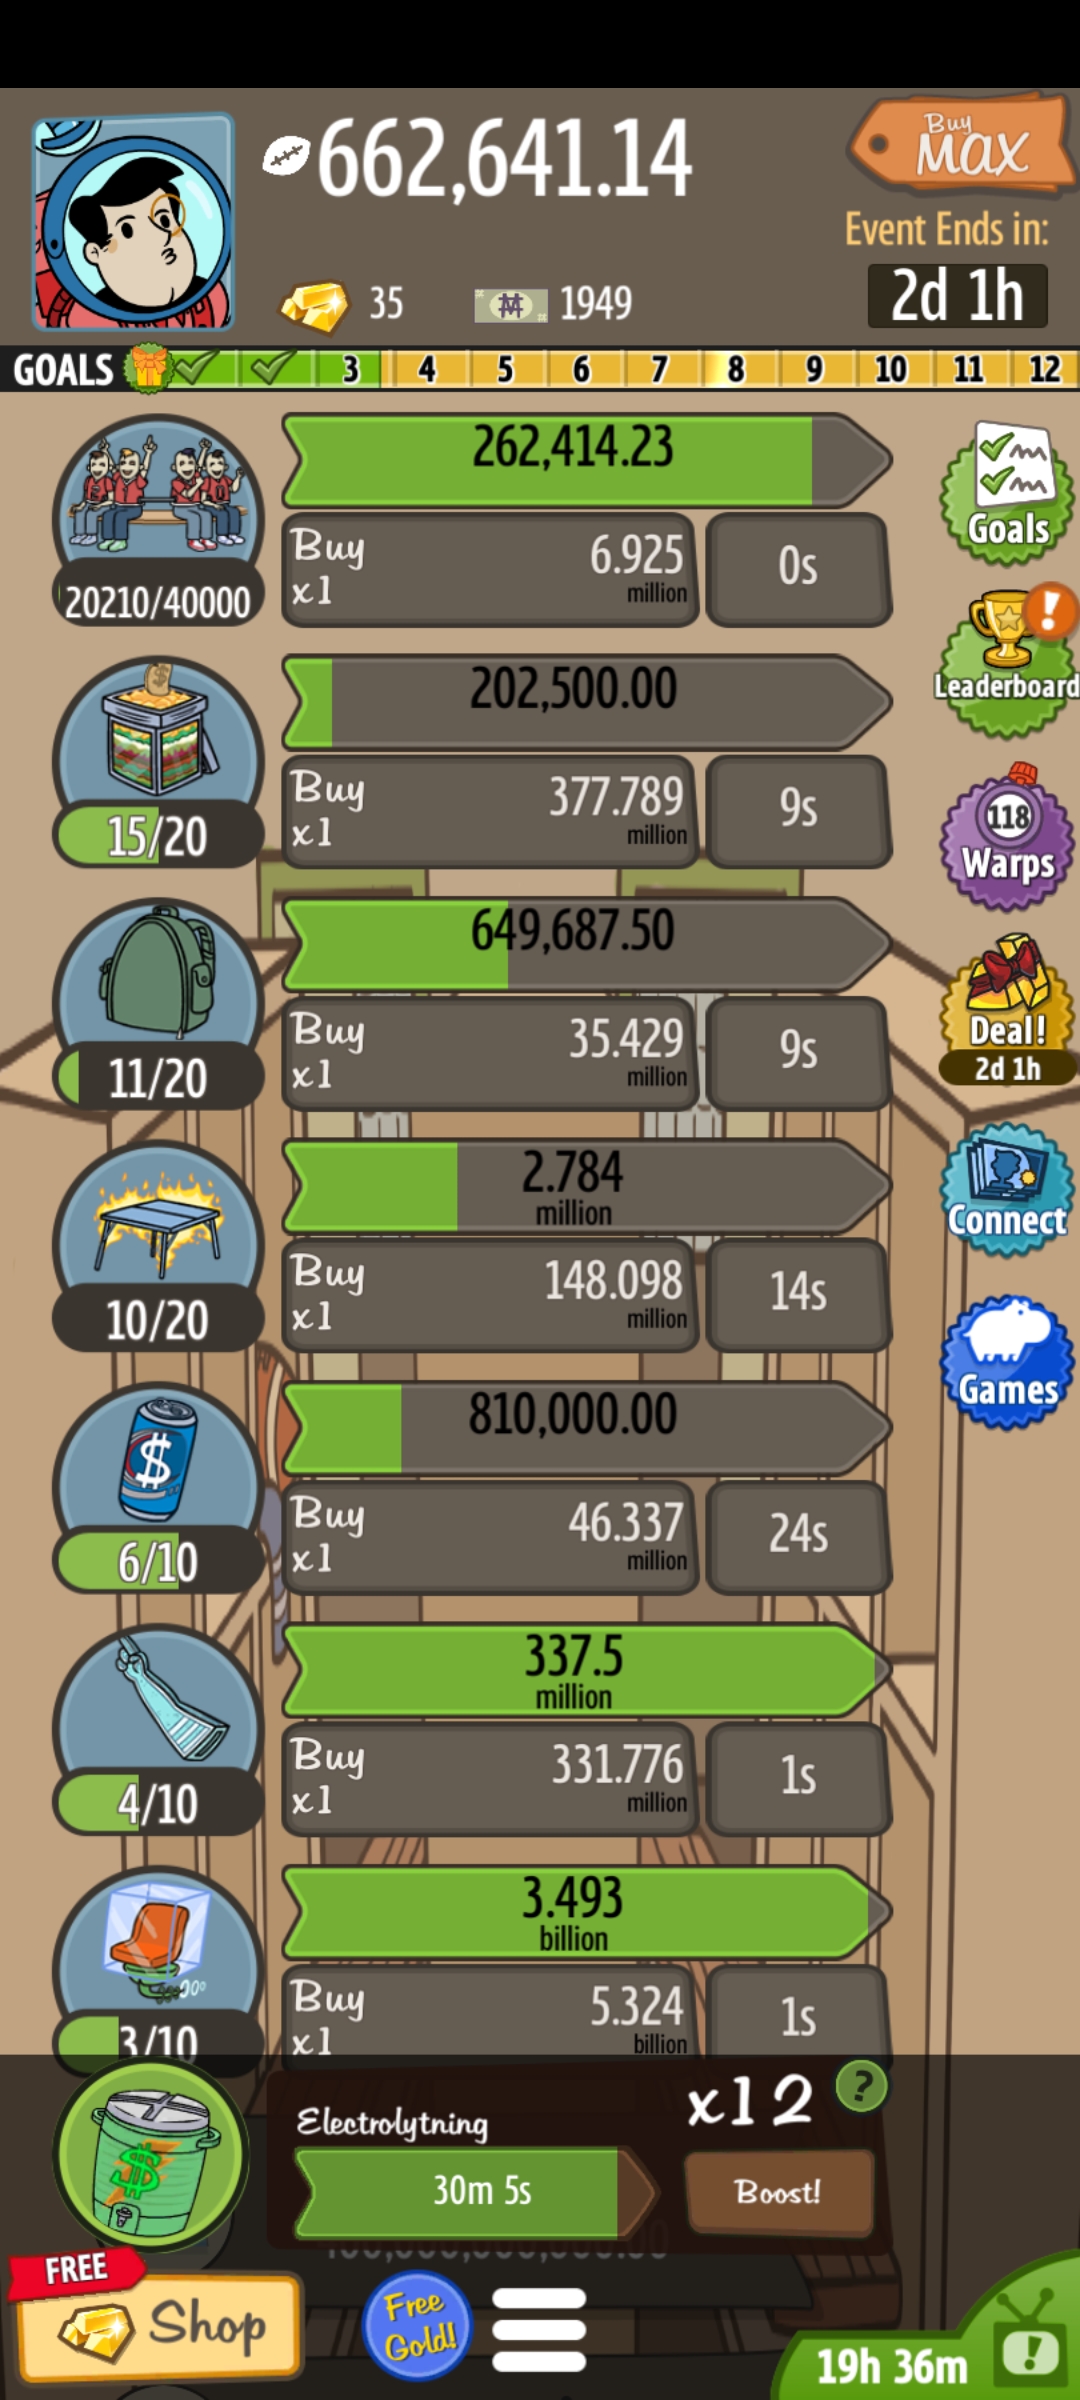 662,641.14
Buy
MAX
Event Ends in:
35
1949
2d 1h
GOALS
3
4
5
6
7
8
9
10
11
12
262,414.23
20210/40000
Buy
x1
6.925
million
0s
Goals
202,500.00
15/20
Buy
x1
377.789
million
9s
Leaderboard
649,687.50
11/20
Buy
x1
35.429
million
9s
118
Warps
2.784
million
10/20
Buy
x1
148.098
million
14s
Deal!
2d 1h
810,000.00
6/10
Buy
x1
46.337
million
24s
Connect
337.5
million
4/10
Buy
x1
331.776
million
1s
Games
3.493
billion
3/10
Buy
x1
5.324
billion
1s
Electrolytning
x12
?
30m 5s
Boost!
FREE
Shop
Free
Gold!
19h 36m